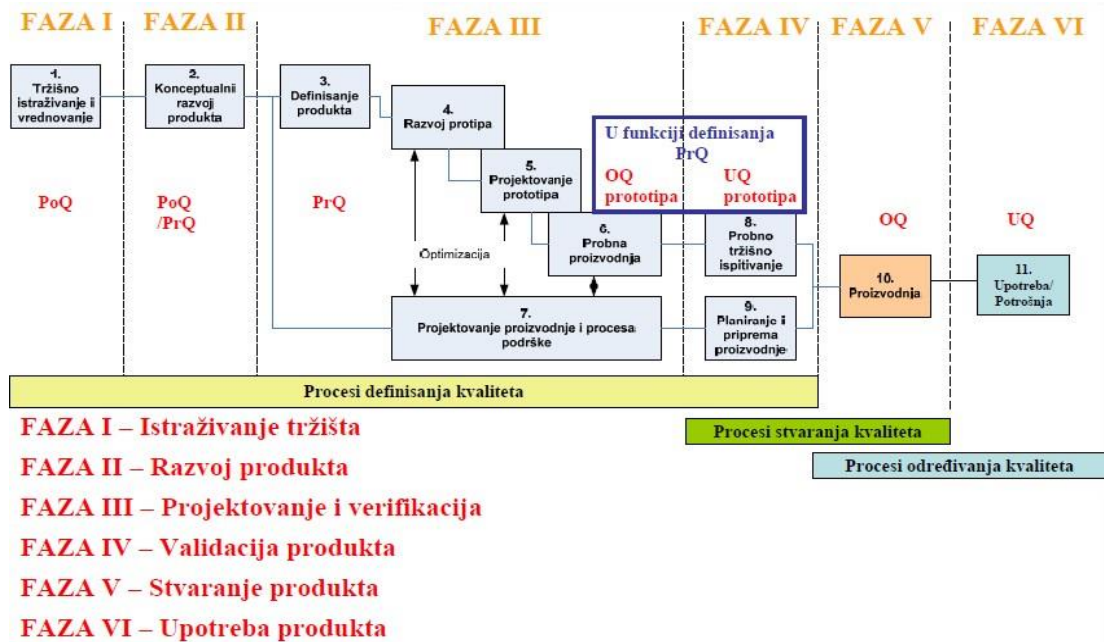 FAZA I
FAZA II
FAZA III
FAZA IV
FAZA V
FAZA VI
1.
Tržišno
istraživanje i
vrednovanje
2.
Konceptualni
razvoj
produkta
3.
Definisanje
produkta
4.
Razvoj protipa
5.
Projektovanje
prototipa
6.
Probna
proizvodnja
U funkciji definisanja
PrQ
OQ
prototipa
UQ
prototipa
PoQ
PoQ
/PrQ
PrQ
OQ
UQ
Optimizacija
7.
Projektovanje proizvodnje i procesa
podrške
8.
Probno
tržišno
ispitivanje
9.
Planiranje i
priprema
proizvodnje
10.
Proizvodnja
11.
Upotreba/
Potrošnja
Procesi definisanja kvaliteta
Procesi stvaranja kvaliteta
Procesi određivanja kvaliteta
FAZA I – Istraživanje tržišta
FAZA II – Razvoj produkta
FAZA III – Projektovanje i verifikacija
FAZA IV – Validacija produkta
FAZA V – Stvaranje produkta
FAZA VI – Upotreba produkta